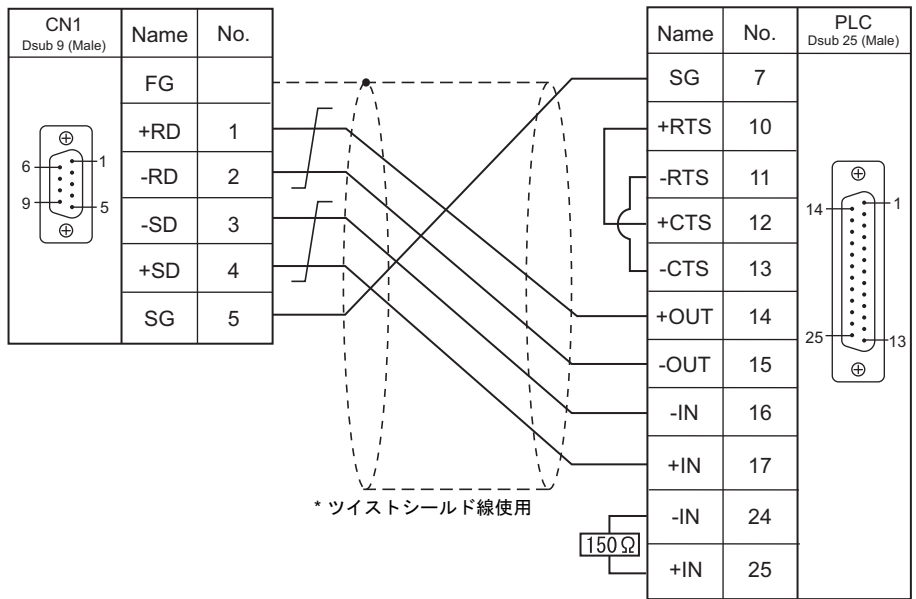 CN1
Dsub 9 (Male)
Name No.
FG
+RD 1
-RD 2
-SD 3
+SD 4
SG 5
6
1
9
5
* ツイストシールド線使用
Name No.
PLC
Dsub 25 (Male)
SG 7
+RTS 10
-RTS 11
+CTS 12
-CTS 13
+OUT 14
-OUT 15
-IN 16
+IN 17
-IN 24
+IN 25
150Ω
14
1
25
13